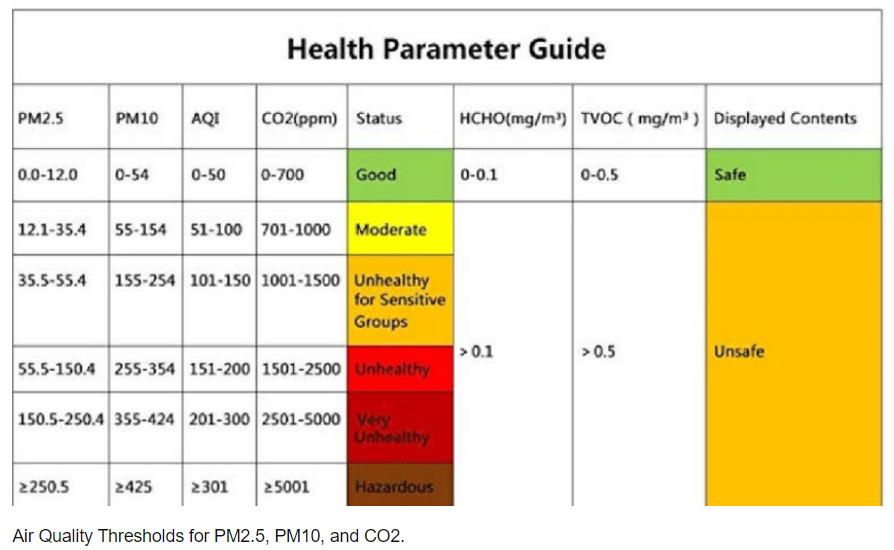 Health Parameter Guide
PM2.5 PM10 AQI CO2(ppm) Status HCHO(mg/m³) TVOC ( mg/m³ ) Displayed Contents
0.0-12.0 0-54 0-50 0-700 Good 0-0.1 0-0.5 Safe
12.1-35.4 55-154 51-100 701-1000 Moderate
35.5-55.4 155-254 101-150 1001-1500 Unhealthy
for Sensitive
Groups
> 0.1 > 0.5 Unsafe
55.5-150.4 255-354 151-200 1501-2500 Unhealthy
150.5-250.4 355-424 201-300 2501-5000 Very
Unhealthy
≥250.5 ≥425 ≥301 ≥5001 Hazardous
Air Quality Thresholds for PM2.5, PM10, and CO2.